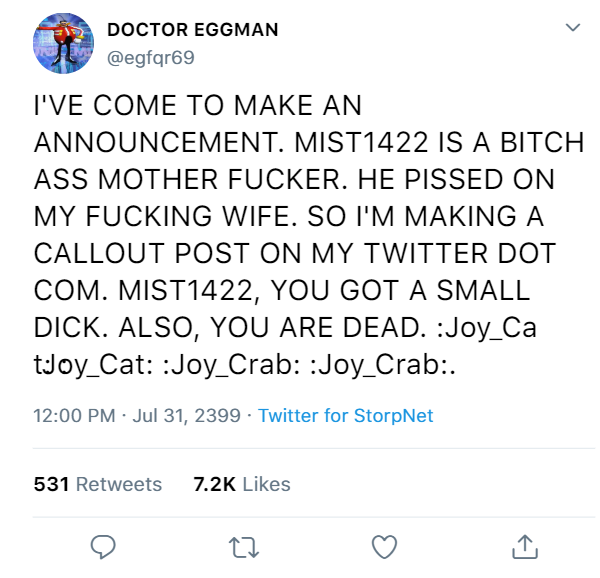 DOCTOR EGGMAN
@egfqr69
I'VE COME TO MAKE AN
ANNOUNCEMENT. MIST1422 IS A BITCH
ASS MOTHER FUCKER. HE PISSED ON
MY FUCKING WIFE. SO I'M MAKING A
CALLOUT POST ON MY TWITTER DOT
COM. MIST1422, YOU GOT A SMALL
DICK. ALSO, YOU ARE DEAD. :Joy_Ca
t:Joy_Cat: :Joy_Crab: :Joy_Crab:.
12:00 PM · Jul 31, 2399 · Twitter for StorpNet
531 Retweets 7.2K Likes